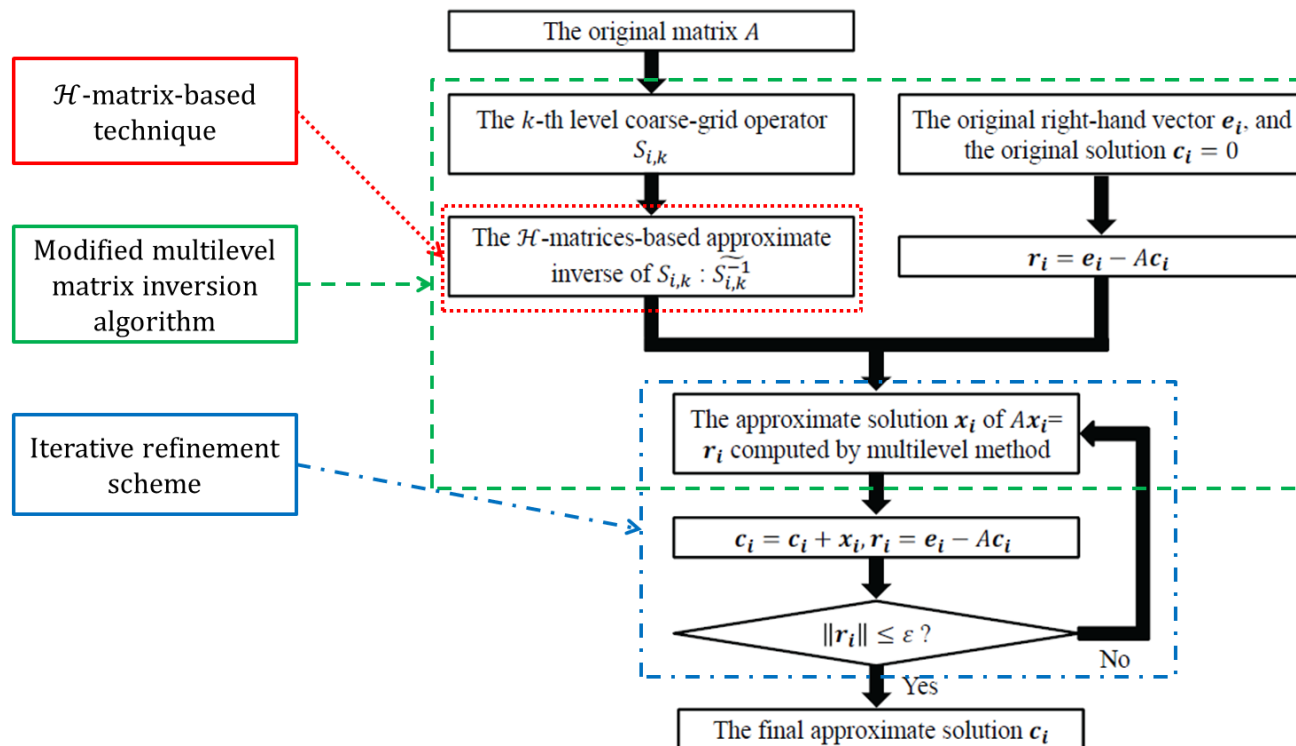 The original matrix A
ℋ-matrix-based
technique
The k-th level coarse-grid operator
S_{i,k}
The original right-hand vector e_i, and
the original solution c_i = 0
Modified multilevel
matrix inversion
algorithm
The ℋ-matrices-based approximate
inverse of S_{i,k} : \widetilde{S_{i,k}^{-1}}
r_i = e_i − Ac_i
Iterative refinement
scheme
The approximate solution x_i of Ax_i=
r_i computed by multilevel method
c_i = c_i + x_i, r_i = e_i − Ac_i
‖r_i‖ ≤ ε ?
No
Yes
The final approximate solution c_i